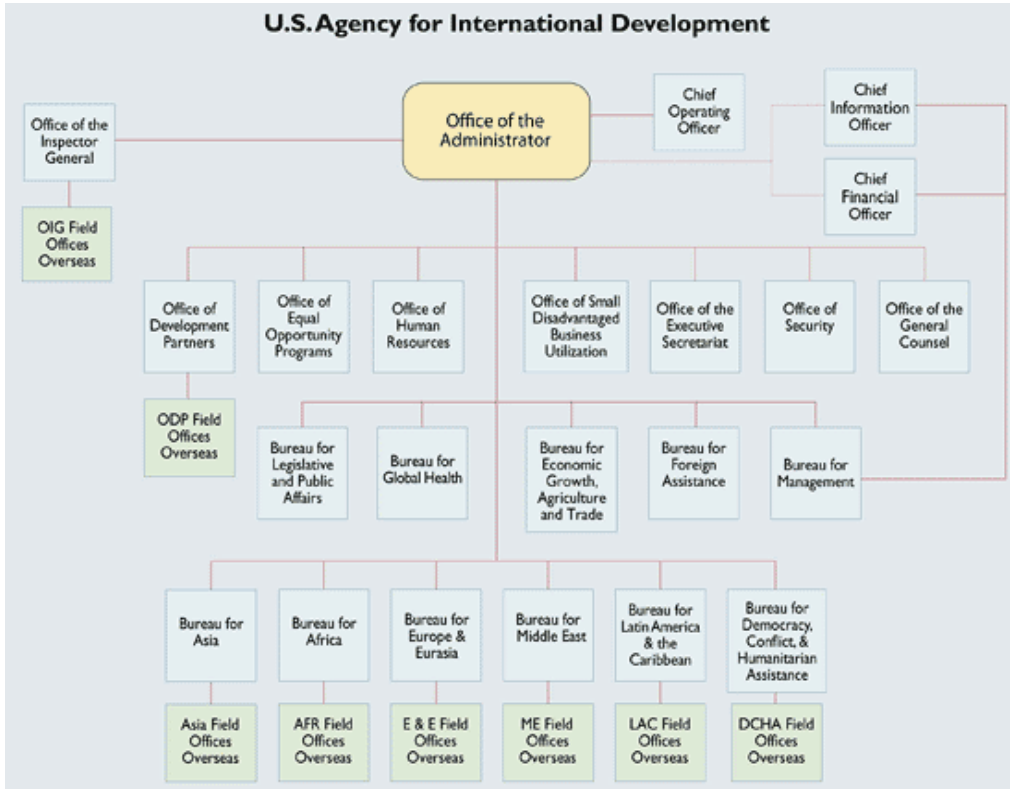 U.S. Agency for International Development
Office of the
Administrator
Chief
Operating
Officer
Chief
Information
Officer
Office of the
Inspector
General
Chief
Financial
Officer
OIG Field
Offices
Overseas
Office of
Development
Partners
Office of
Equal
Opportunity
Programs
Office of
Human
Resources
Office of Small
Disadvantaged
Business
Utilization
Office of the
Executive
Secretariat
Office of
Security
Office of the
General
Counsel
ODP Field
Offices
Overseas
Bureau for
Legislative
and Public
Affairs
Bureau for
Global Health
Bureau for
Economic
Growth,
Agriculture
and Trade
Bureau for
Foreign
Assistance
Bureau for
Management
Bureau for
Asia
Bureau for
Africa
Bureau for
Europe &
Eurasia
Bureau for
Middle East
Bureau for
Latin America
& the
Caribbean
Bureau for
Democracy,
Conflict, &
Humanitarian
Assistance
Asia Field
Offices
Overseas
AFR Field
Offices
Overseas
E & E Field
Offices
Overseas
ME Field
Offices
Overseas
LAC Field
Offices
Overseas
DCHA Field
Offices
Overseas